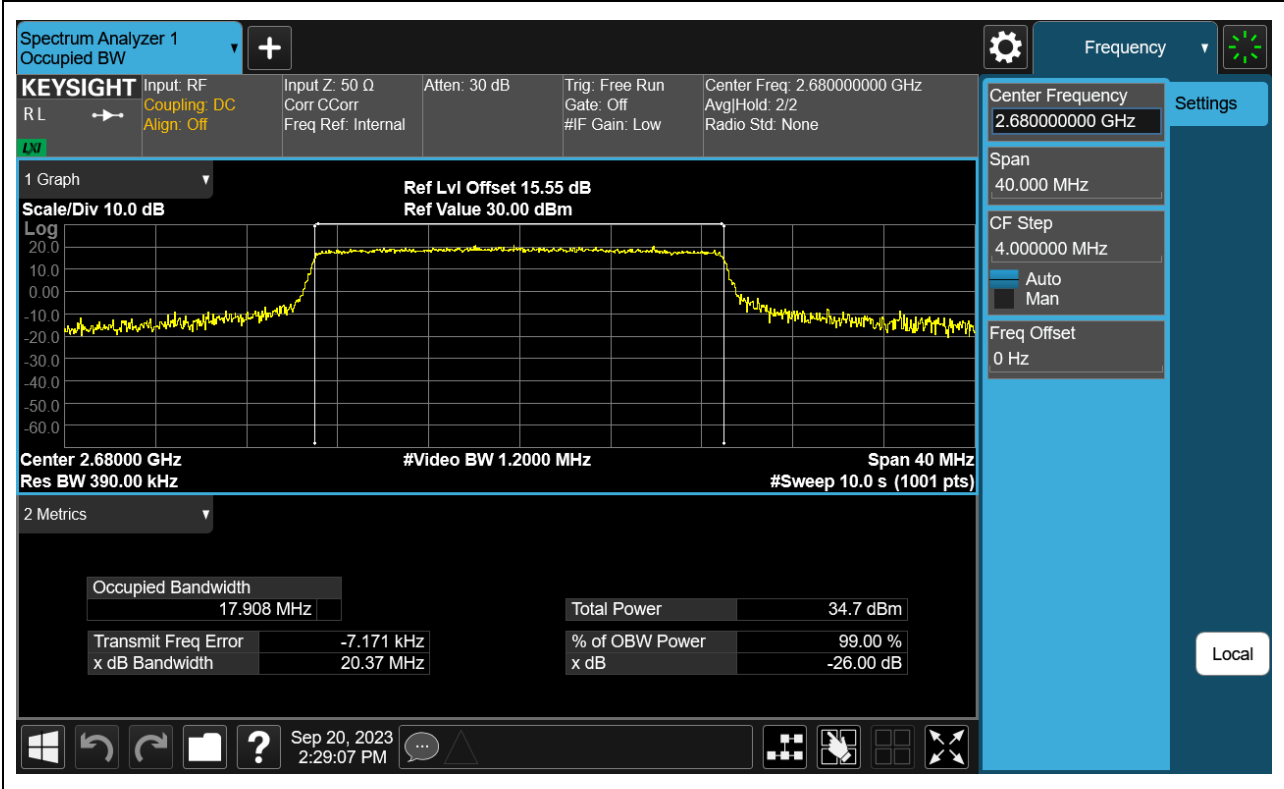 Spectrum Analyzer 1
Occupied BW
+
Frequency
KEYSIGHT
R L
LXI
Input: RF
Coupling: DC
Align: Off
Input Z: 50 Ω
Corr CCorr
Freq Ref: Internal
Atten: 30 dB
Trig: Free Run
Gate: Off
#IF Gain: Low
Center Freq: 2.680000000 GHz
Avg|Hold: 2/2
Radio Std: None
Center Frequency
2.680000000 GHz
Settings
Span
40.000 MHz
CF Step
4.000000 MHz
Auto
Man
Freq Offset
0 Hz
1 Graph
Scale/Div 10.0 dB
Ref Lvl Offset 15.55 dB
Ref Value 30.00 dBm
Log
20.0
10.0
0.00
-10.0
-20.0
-30.0
-40.0
-50.0
-60.0
Center 2.68000 GHz
#Video BW 1.2000 MHz
Span 40 MHz
Res BW 390.00 kHz
#Sweep 10.0 s (1001 pts)
2 Metrics
Occupied Bandwidth
17.908 MHz
Total Power 34.7 dBm
Transmit Freq Error -7.171 kHz
% of OBW Power 99.00 %
x dB Bandwidth 20.37 MHz
x dB -26.00 dB
Local
?
Sep 20, 2023
2:29:07 PM